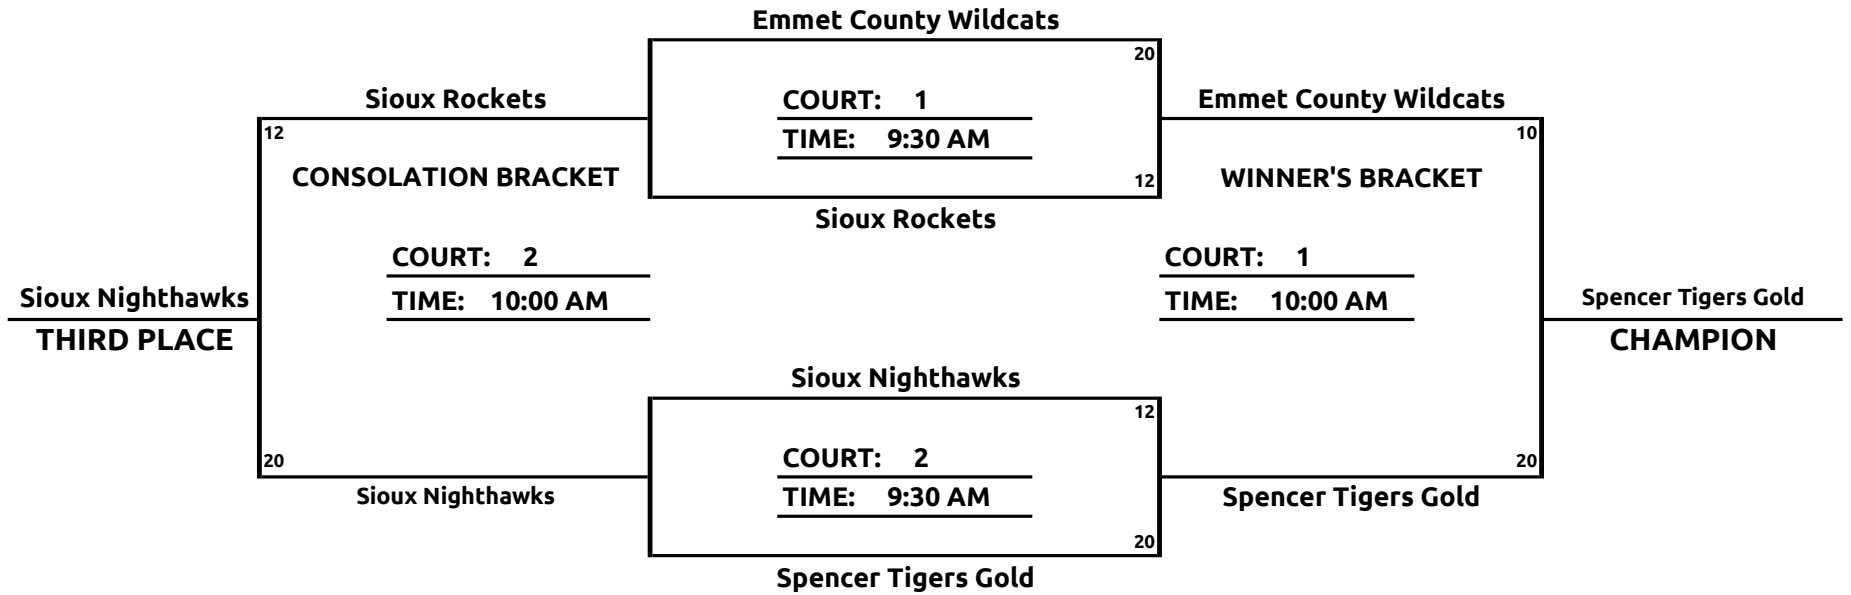 Emmet County Wildcats
20
Sioux Rockets
COURT: 1
Emmet County Wildcats
12
TIME: 9:30 AM
10
CONSOLATION BRACKET
12
WINNER'S BRACKET
Sioux Rockets
COURT: 2
COURT: 1
Sioux Nighthawks
TIME: 10:00 AM
TIME: 10:00 AM
Spencer Tigers Gold
THIRD PLACE
CHAMPION
Sioux Nighthawks
12
20
COURT: 2
20
Sioux Nighthawks
TIME: 9:30 AM
Spencer Tigers Gold
20
Spencer Tigers Gold